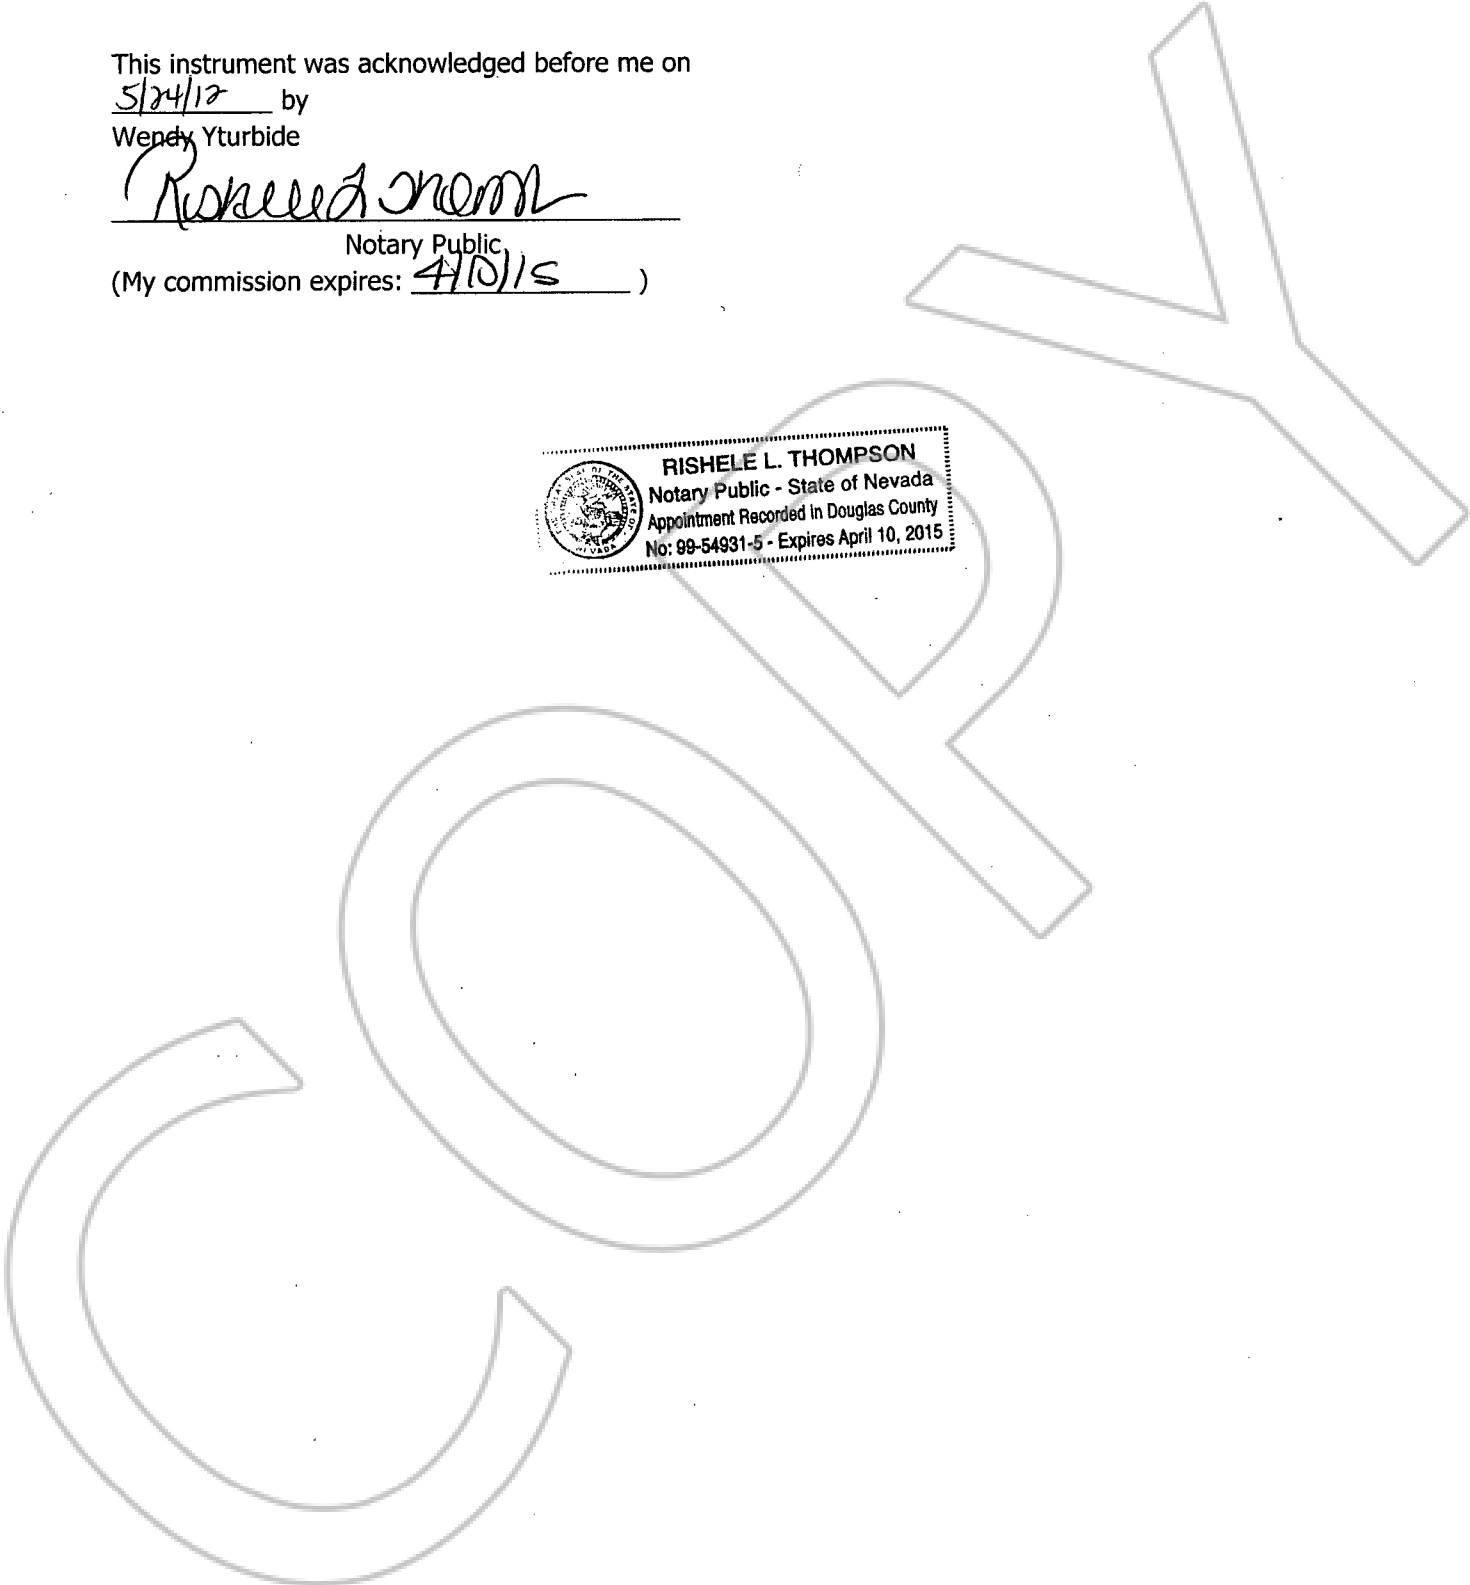 This instrument was acknowledged before me on
5/24/12 by
Wendy Yturbide
Notary Public
(My commission expires: 4/10/15 )
RISHELE L. THOMPSON
Notary Public - State of Nevada
Appointment Recorded in Douglas County
No: 99-54931-5 - Expires April 10, 2015
COPY